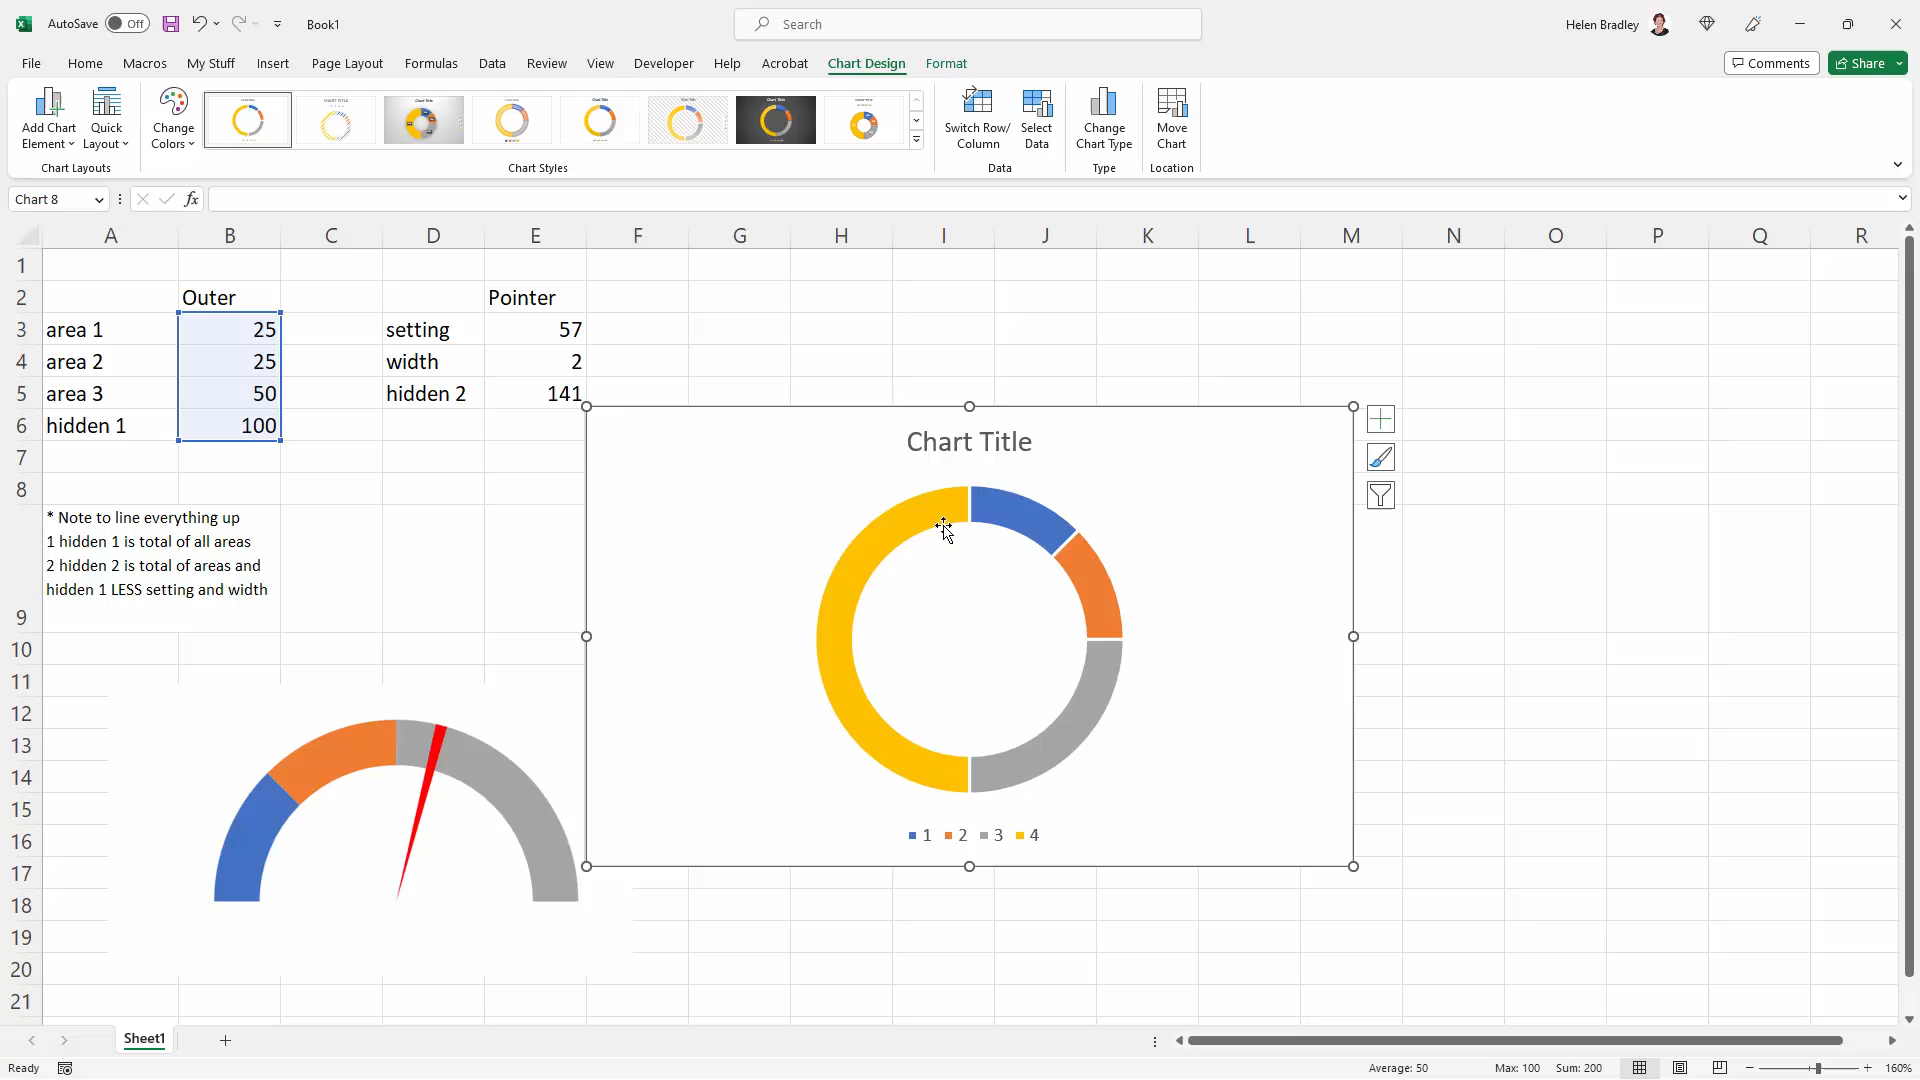 AutoSave Off Book1 Search Helen Bradley
File Home Macros My Stuff Insert Page Layout Formulas Data Review View Developer Help Acrobat Chart Design Format Comments Share
Add Chart Element
Quick Layout
Change Colors
Switch Row/ Column
Select Data
Change Chart Type
Move Chart
Chart Layouts Chart Styles Data Type Location
Chart 8 fx
A B C D E F G H I J K L M N O P Q R
1
2 Outer Pointer
3 area 1 25 setting 57
4 area 2 25 width 2
5 area 3 50 hidden 2 141
6 hidden 1 100
7
8
* Note to line everything up
1 hidden 1 is total of all areas
2 hidden 2 is total of areas and
hidden 1 LESS setting and width
9
10
11
12
13
14
15
16
17
18
19
20
21
Chart Title
1 2 3 4
Sheet1
Ready Average: 50 Max: 100 Sum: 200 160%